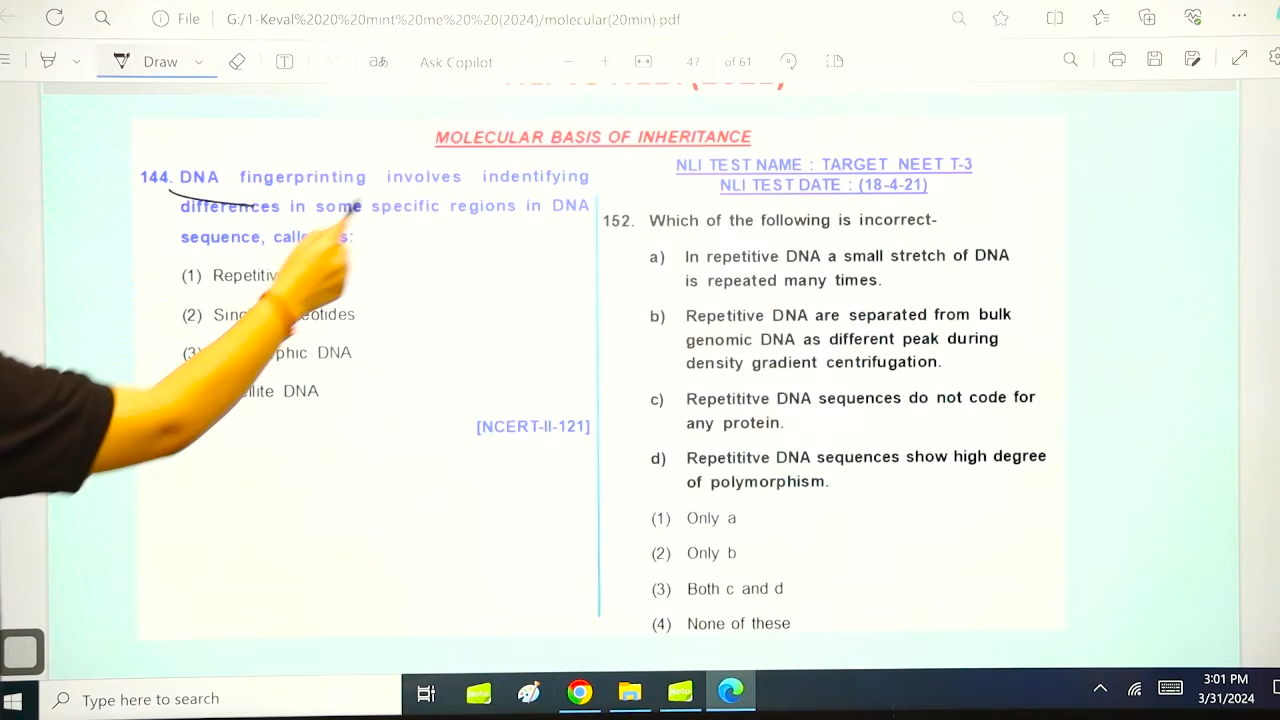 File G:/1-Keval%2020%20mint%20me%20%20(2024)/molecular(20min).pdf
Draw Ask Copilot 47 of 61
MOLECULAR BASIS OF INHERITANCE
144. DNA fingerprinting involves indentifying
differences in some specific regions in DNA
sequence,
(1)
(2)
DNA
DNA
[NCERT-II-121]
NLI TEST NAME : TARGET NEET T-3
NLI TEST DATE : (18-4-21)
152. Which of the following is incorrect-
a) In repetitive DNA a small stretch of DNA
is repeated many times.
b) Repetitive DNA are separated from bulk
genomic DNA as different peak during
density gradient centrifugation.
c) Repetititve DNA sequences do not code for
any protein.
d) Repetititve DNA sequences show high degree
of polymorphism.
(1) Only a
(2) Only b
(3) Both c and d
(4) None of these
Type here to search
Note
Note
3:01 PM
3/31/2024